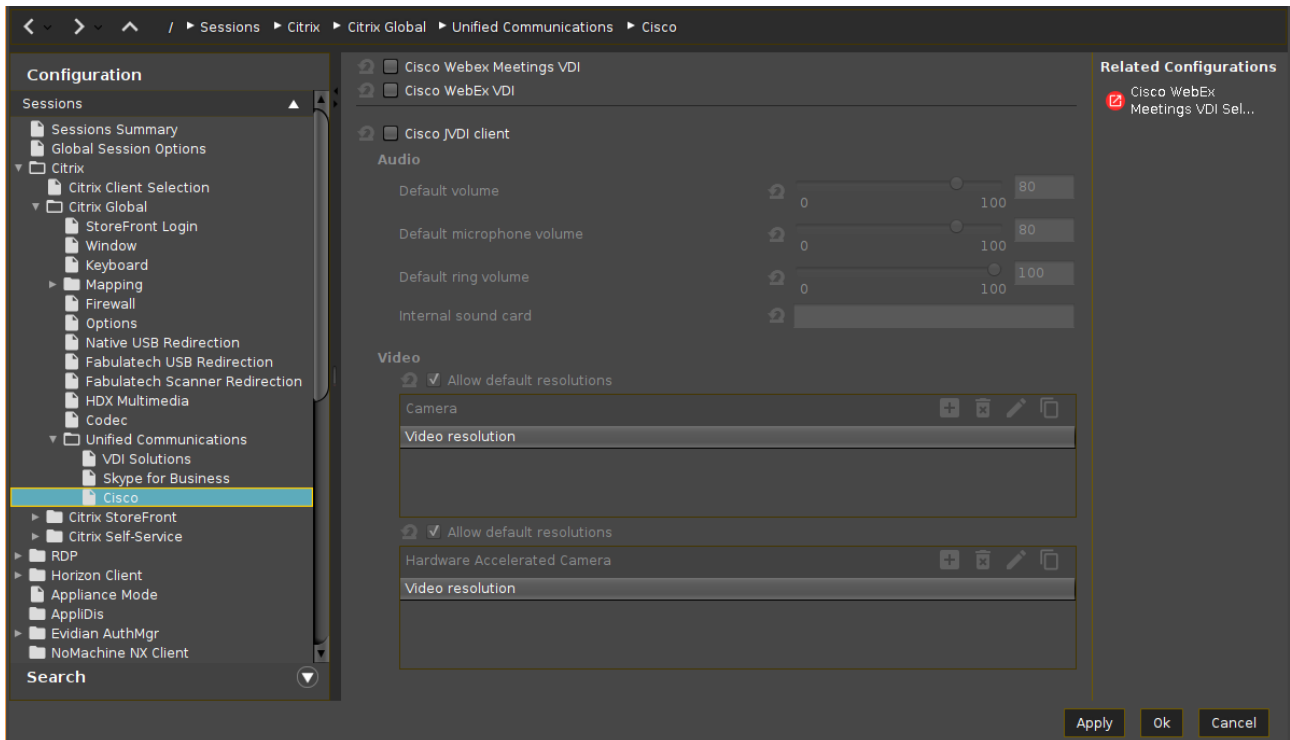 / Sessions Citrix Citrix Global Unified Communications Cisco
Configuration
Sessions
Sessions Summary
Global Session Options
Citrix
Citrix Client Selection
Citrix Global
StoreFront Login
Window
Keyboard
Mapping
Firewall
Options
Native USB Redirection
Fabulatech USB Redirection
Fabulatech Scanner Redirection
HDX Multimedia
Codec
Unified Communications
VDI Solutions
Skype for Business
Cisco
Citrix StoreFront
Citrix Self-Service
RDP
Horizon Client
Appliance Mode
AppliDis
Evidian AuthMgr
NoMachine NX Client
Search
Cisco Webex Meetings VDI
Cisco WebEx VDI
Cisco JVDI client
Audio
Default volume
80
0 100
Default microphone volume
80
0 100
Default ring volume
100
0 100
Internal sound card
Video
Allow default resolutions
Camera
Video resolution
Allow default resolutions
Hardware Accelerated Camera
Video resolution
Related Configurations
Cisco WebEx
Meetings VDI Sel...
Apply Ok Cancel